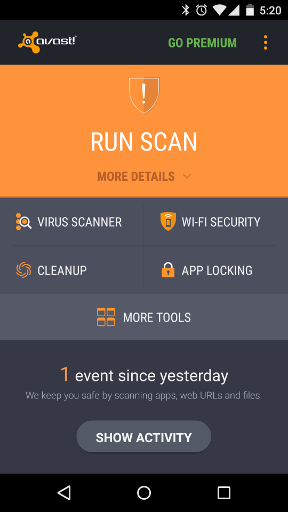 5:20
avast!
GO PREMIUM
RUN SCAN
MORE DETAILS
VIRUS SCANNER
WI-FI SECURITY
CLEANUP
APP LOCKING
MORE TOOLS
1 event since yesterday
We keep you safe by scanning apps, web URLs and files.
SHOW ACTIVITY